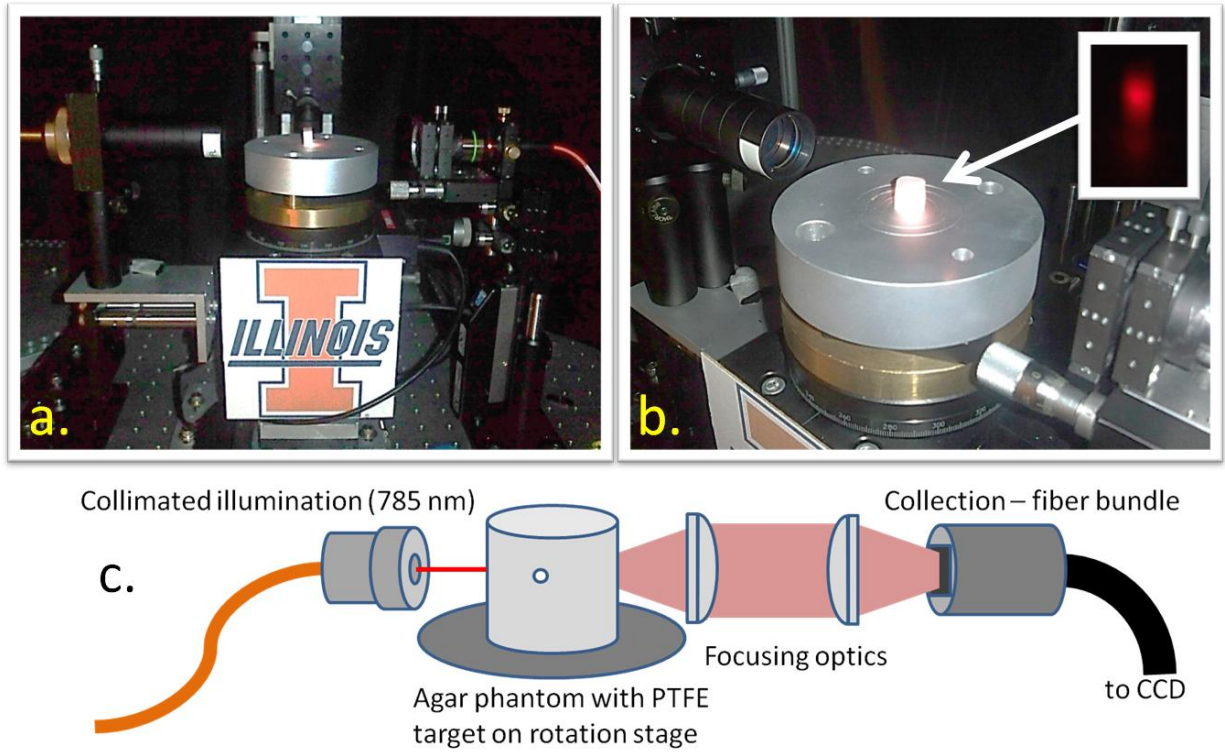 ILLINOIS
a.
b.
Collimated illumination (785 nm)
Collection – fiber bundle
c.
Focusing optics
to CCD
Agar phantom with PTFE
target on rotation stage